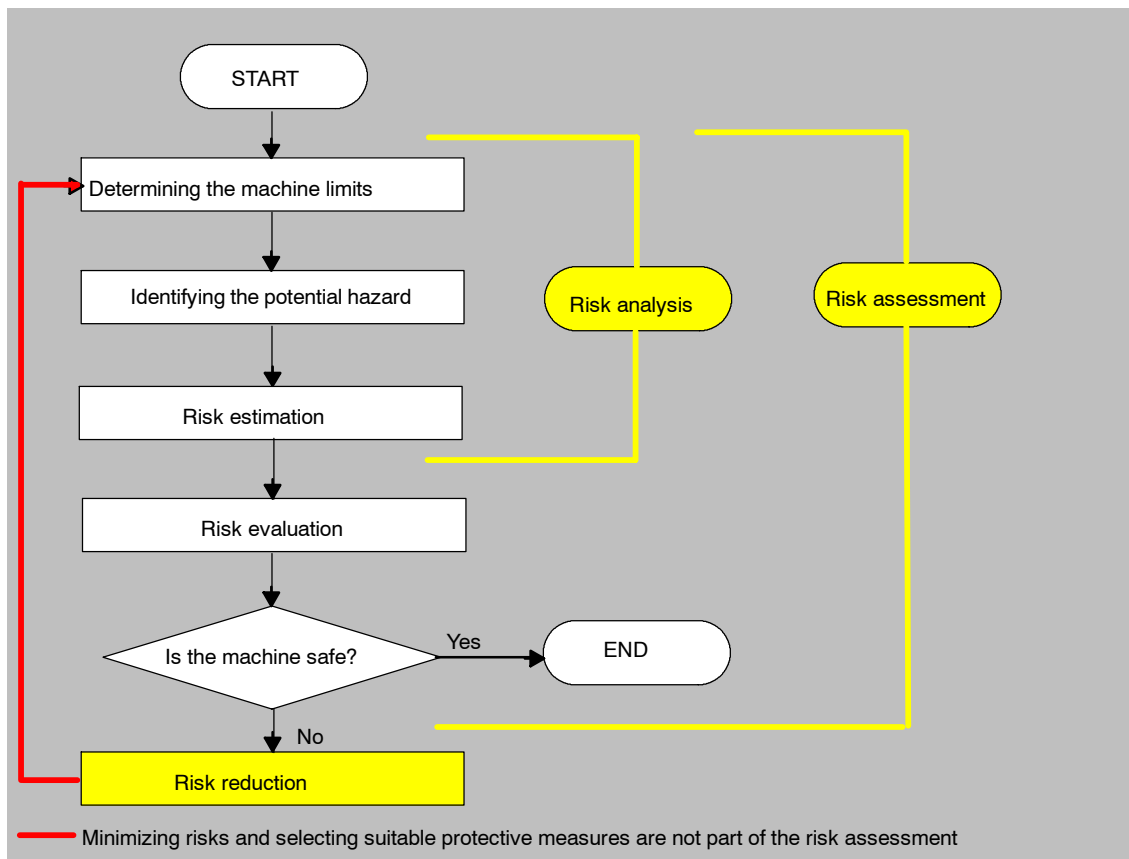 START
Determining the machine limits
Identifying the potential hazard
Risk analysis
Risk assessment
Risk estimation
Risk evaluation
Is the machine safe?
Yes
END
No
Risk reduction
Minimizing risks and selecting suitable protective measures are not part of the risk assessment